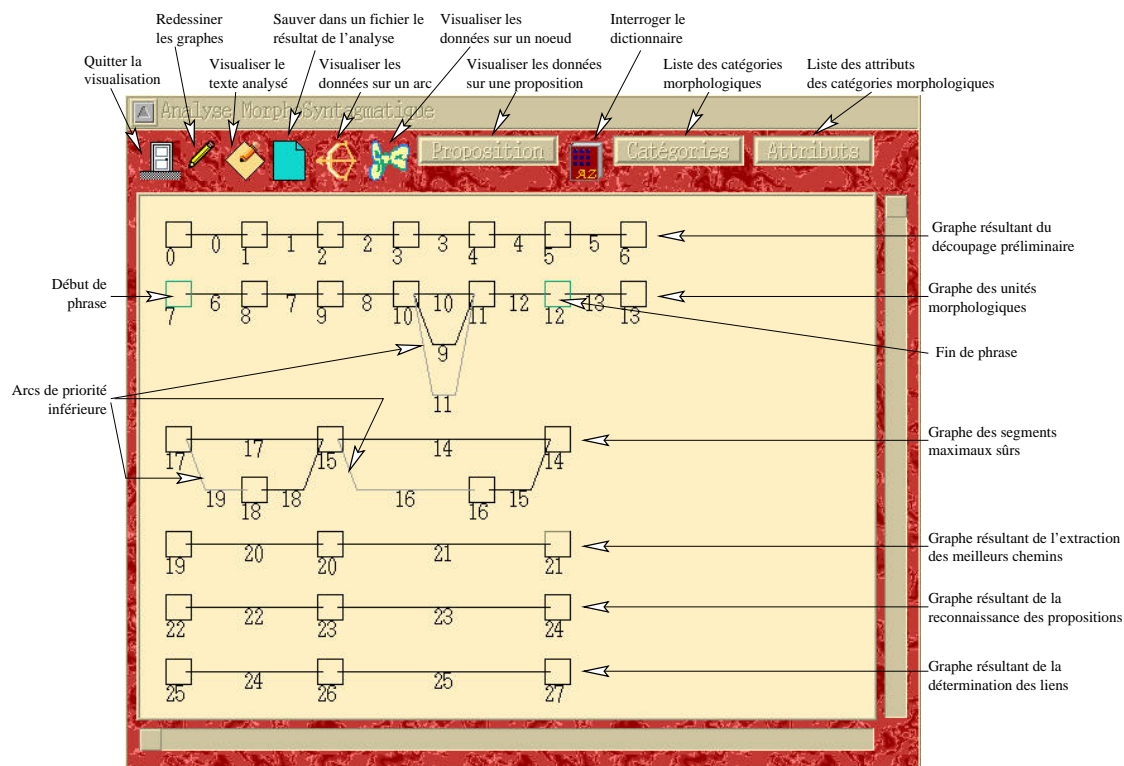 Redessiner
les graphes
Sauver dans un fichier le
résultat de l'analyse
Visualiser les
données sur un noeud
Interroger le
dictionnaire
Quitter la
visualisation
Visualiser le
texte analysé
Visualiser les
données sur un arc
Visualiser les données
sur une proposition
Liste des catégories
morphologiques
Liste des attributs
des catégories morphologiques
Analyse Morph-Syntagmatique
Proposition
AZ
Catégories
Attributs
0 1 2 3 4 5
0 1 2 3 4 5 6
Graphe résultant du
découpage préliminaire
Début de
phrase
6 7 8 10 12 13
7 8 9 10 11 12 13
9
11
Graphe des unités
morphologiques
Fin de phrase
Arcs de priorité
inférieure
17 14
17 15 14
19 18 16 15
18 16
Graphe des segments
maximaux sûrs
20 21
19 20 21
Graphe résultant de l'extraction
des meilleurs chemins
22 23
22 23 24
Graphe résultant de la
reconnaissance des propositions
24 25
25 26 27
Graphe résultant de la
détermination des liens